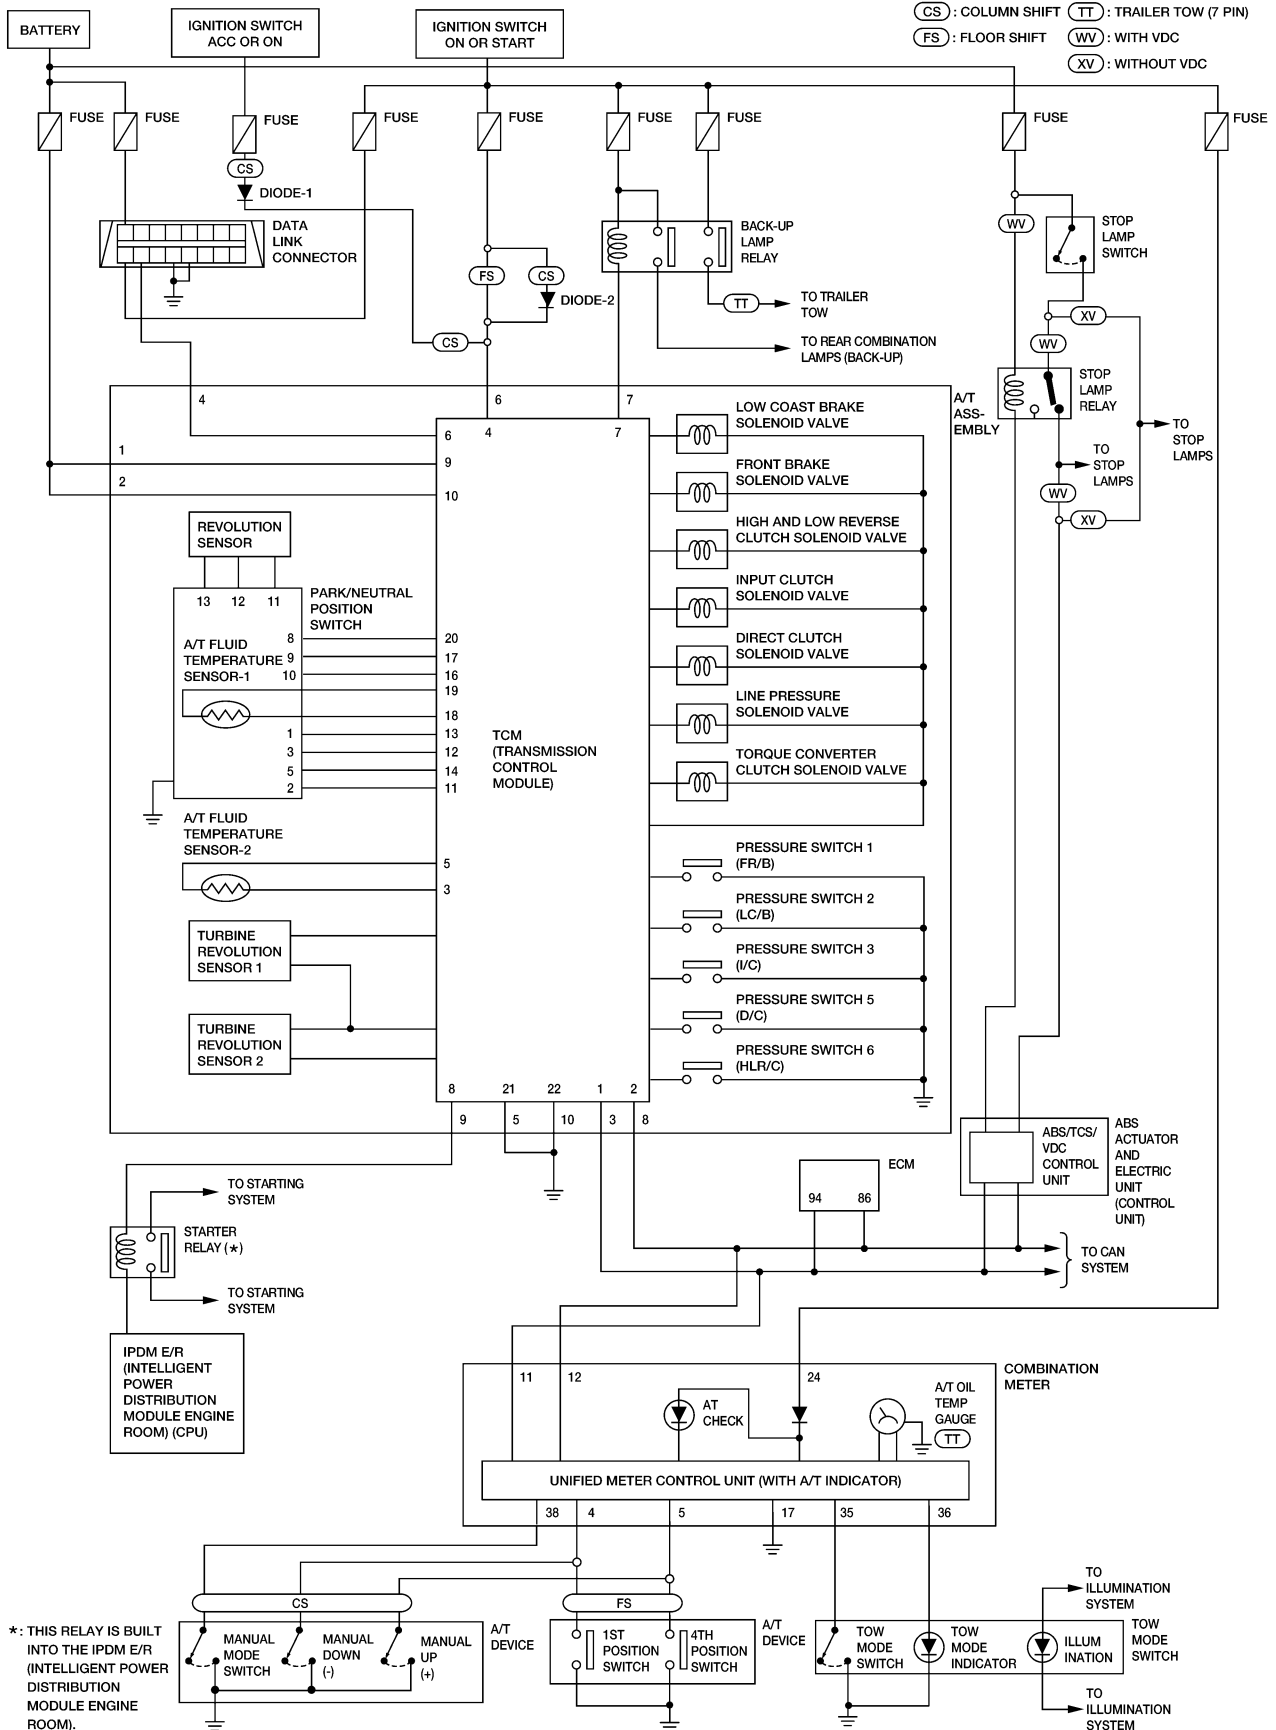 BATTERY
IGNITION SWITCH
ACC OR ON
IGNITION SWITCH
ON OR START
CS : COLUMN SHIFT
TT : TRAILER TOW (7 PIN)
FS : FLOOR SHIFT
WV : WITH VDC
XV : WITHOUT VDC
FUSE
FUSE
FUSE
FUSE
FUSE
FUSE
FUSE
FUSE
FUSE
CS
DIODE-1
DATA
LINK
CONNECTOR
FS
CS
DIODE-2
CS
BACK-UP
LAMP
RELAY
TT
TO TRAILER
TOW
TO REAR COMBINATION
LAMPS (BACK-UP)
WV
STOP
LAMP
SWITCH
XV
WV
STOP
LAMP
RELAY
TO
STOP
LAMPS
TO
STOP
LAMPS
WV
XV
A/T
ASS-
EMBLY
4
6
7
1
2
6
4
7
9
10
LOW COAST BRAKE
SOLENOID VALVE
FRONT BRAKE
SOLENOID VALVE
HIGH AND LOW REVERSE
CLUTCH SOLENOID VALVE
INPUT CLUTCH
SOLENOID VALVE
DIRECT CLUTCH
SOLENOID VALVE
LINE PRESSURE
SOLENOID VALVE
TORQUE CONVERTER
CLUTCH SOLENOID VALVE
REVOLUTION
SENSOR
13 12 11
PARK/NEUTRAL
POSITION
SWITCH
A/T FLUID
TEMPERATURE
SENSOR-1
8 20
9 17
10 16
19
18
1 13
3 12
5 14
2 11
TCM
(TRANSMISSION
CONTROL
MODULE)
A/T FLUID
TEMPERATURE
SENSOR-2
5
3
TURBINE
REVOLUTION
SENSOR 1
TURBINE
REVOLUTION
SENSOR 2
PRESSURE SWITCH 1
(FR/B)
PRESSURE SWITCH 2
(LC/B)
PRESSURE SWITCH 3
(I/C)
PRESSURE SWITCH 5
(D/C)
PRESSURE SWITCH 6
(HLR/C)
8 21 22 1 2
9 5 10 3 8
TO STARTING
SYSTEM
STARTER
RELAY (*)
TO STARTING
SYSTEM
IPDM E/R
(INTELLIGENT
POWER
DISTRIBUTION
MODULE ENGINE
ROOM) (CPU)
ECM
94 86
ABS/TCS/
VDC
CONTROL
UNIT
ABS
ACTUATOR
AND
ELECTRIC
UNIT
(CONTROL
UNIT)
TO CAN
SYSTEM
COMBINATION
METER
11 12 24
AT
CHECK
A/T OIL
TEMP
GAUGE
TT
UNIFIED METER CONTROL UNIT (WITH A/T INDICATOR)
38 4 5 17 35 36
CS
FS
MANUAL
MODE
SWITCH
MANUAL
DOWN
(-)
MANUAL
UP
(+)
A/T
DEVICE
1ST
POSITION
SWITCH
4TH
POSITION
SWITCH
A/T
DEVICE
TOW
MODE
SWITCH
TOW
MODE
INDICATOR
ILLUM
INATION
TOW
MODE
SWITCH
TO
ILLUMINATION
SYSTEM
TO
ILLUMINATION
SYSTEM
*: THIS RELAY IS BUILT
INTO THE IPDM E/R
(INTELLIGENT POWER
DISTRIBUTION
MODULE ENGINE
ROOM).